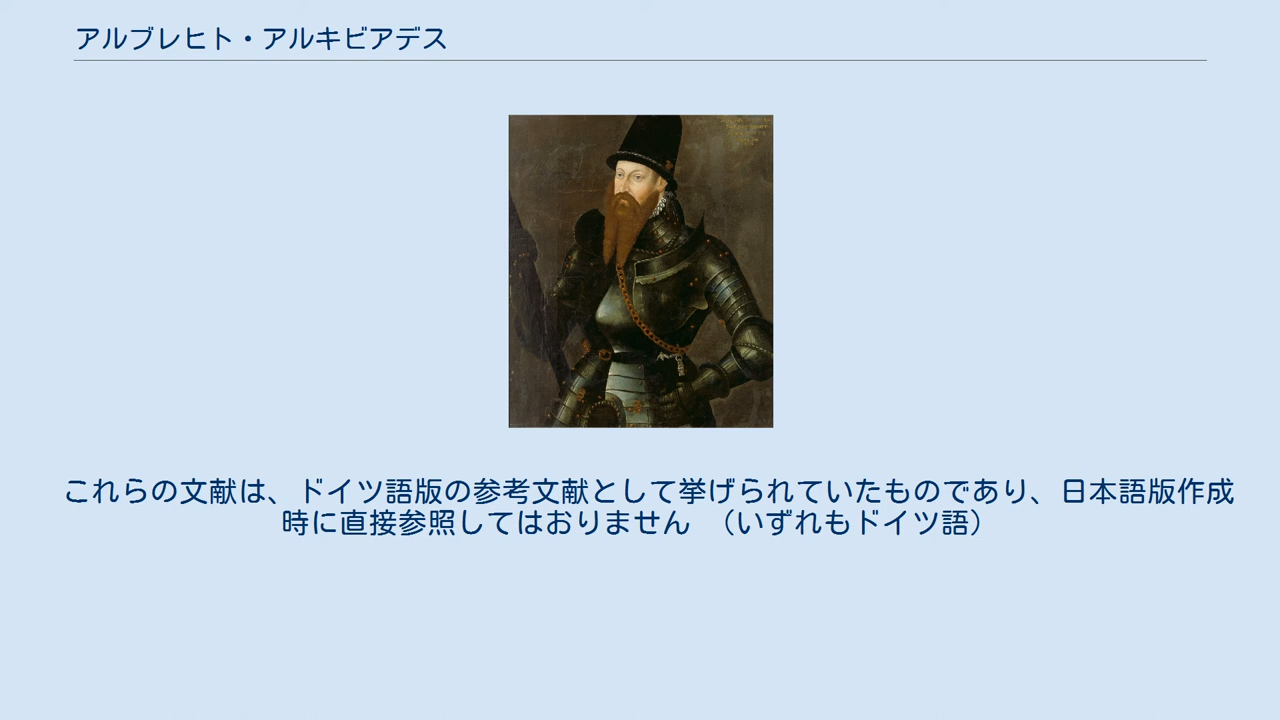 アルブレヒト・アルキビアデス
これらの文献は、ドイツ語版の参考文献として挙げられていたものであり、日本語版作成
時に直接参照してはおりません （いずれもドイツ語）